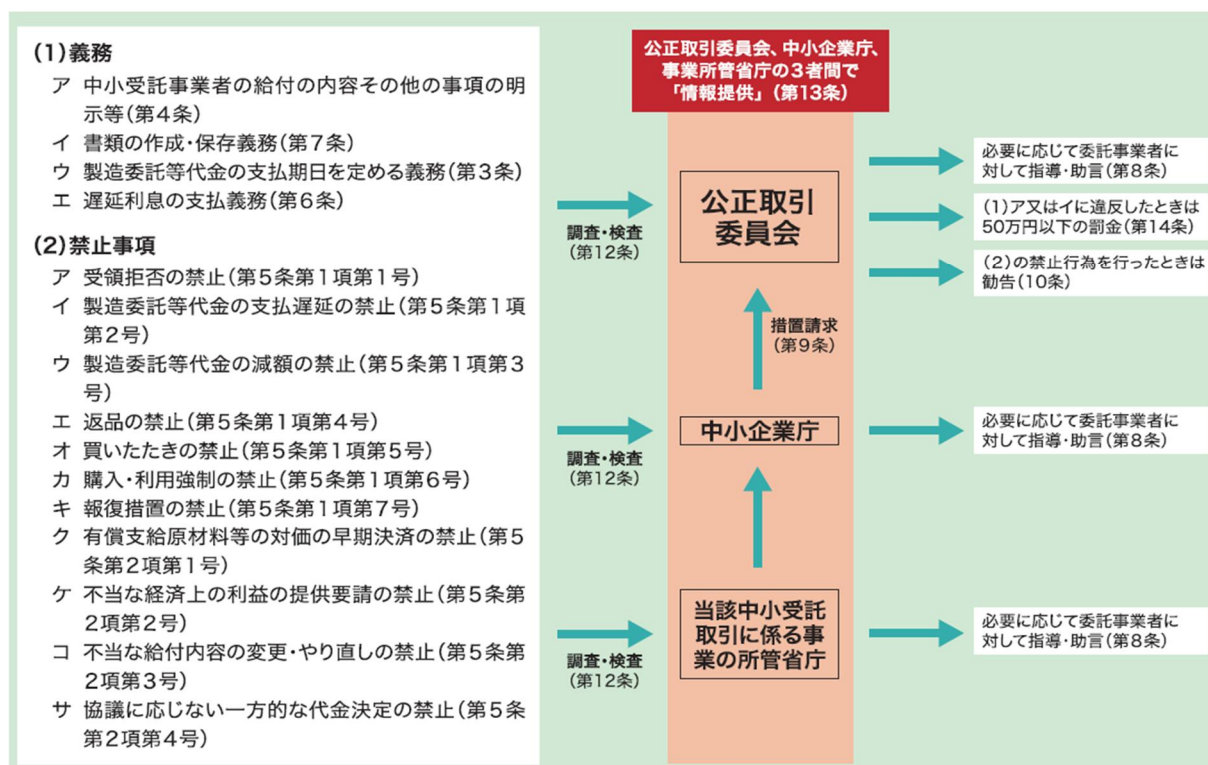 (1)義務
ア 中小受託事業者の給付の内容その他の事項の明
示等(第4条)
イ 書類の作成・保存義務(第7条)
ウ 製造委託等代金の支払期日を定める義務(第3条)
エ 遅延利息の支払義務(第6条)
(2)禁止事項
ア 受領拒否の禁止(第5条第1項第1号)
イ 製造委託等代金の支払遅延の禁止(第5条第1項
第2号)
ウ 製造委託等代金の減額の禁止(第5条第1項第3
号)
エ 返品の禁止(第5条第1項第4号)
オ 買いたたきの禁止(第5条第1項第5号)
カ 購入・利用強制の禁止(第5条第1項第6号)
キ 報復措置の禁止(第5条第1項第7号)
ク 有償支給原材料等の対価の早期決済の禁止(第5
条第2項第1号)
ケ 不当な経済上の利益の提供要請の禁止(第5条第
2項第2号)
コ 不当な給付内容の変更・やり直しの禁止(第5条第
2項第3号)
サ 協議に応じない一方的な代金決定の禁止(第5条
第2項第4号)
公正取引委員会、中小企業庁、
事業所管省庁の3者間で
「情報提供」(第13条)
調査・検査
(第12条)
公正取引
委員会
必要に応じて委託事業者に
対して指導・助言(第8条)
(1)ア又はイに違反したときは
50万円以下の罰金(第14条)
(2)の禁止行為を行ったときは
勧告(10条)
措置請求
(第9条)
調査・検査
(第12条)
中小企業庁
必要に応じて委託事業者に
対して指導・助言(第8条)
調査・検査
(第12条)
当該中小受託
取引に係る事
業の所管省庁
必要に応じて委託事業者に
対して指導・助言(第8条)